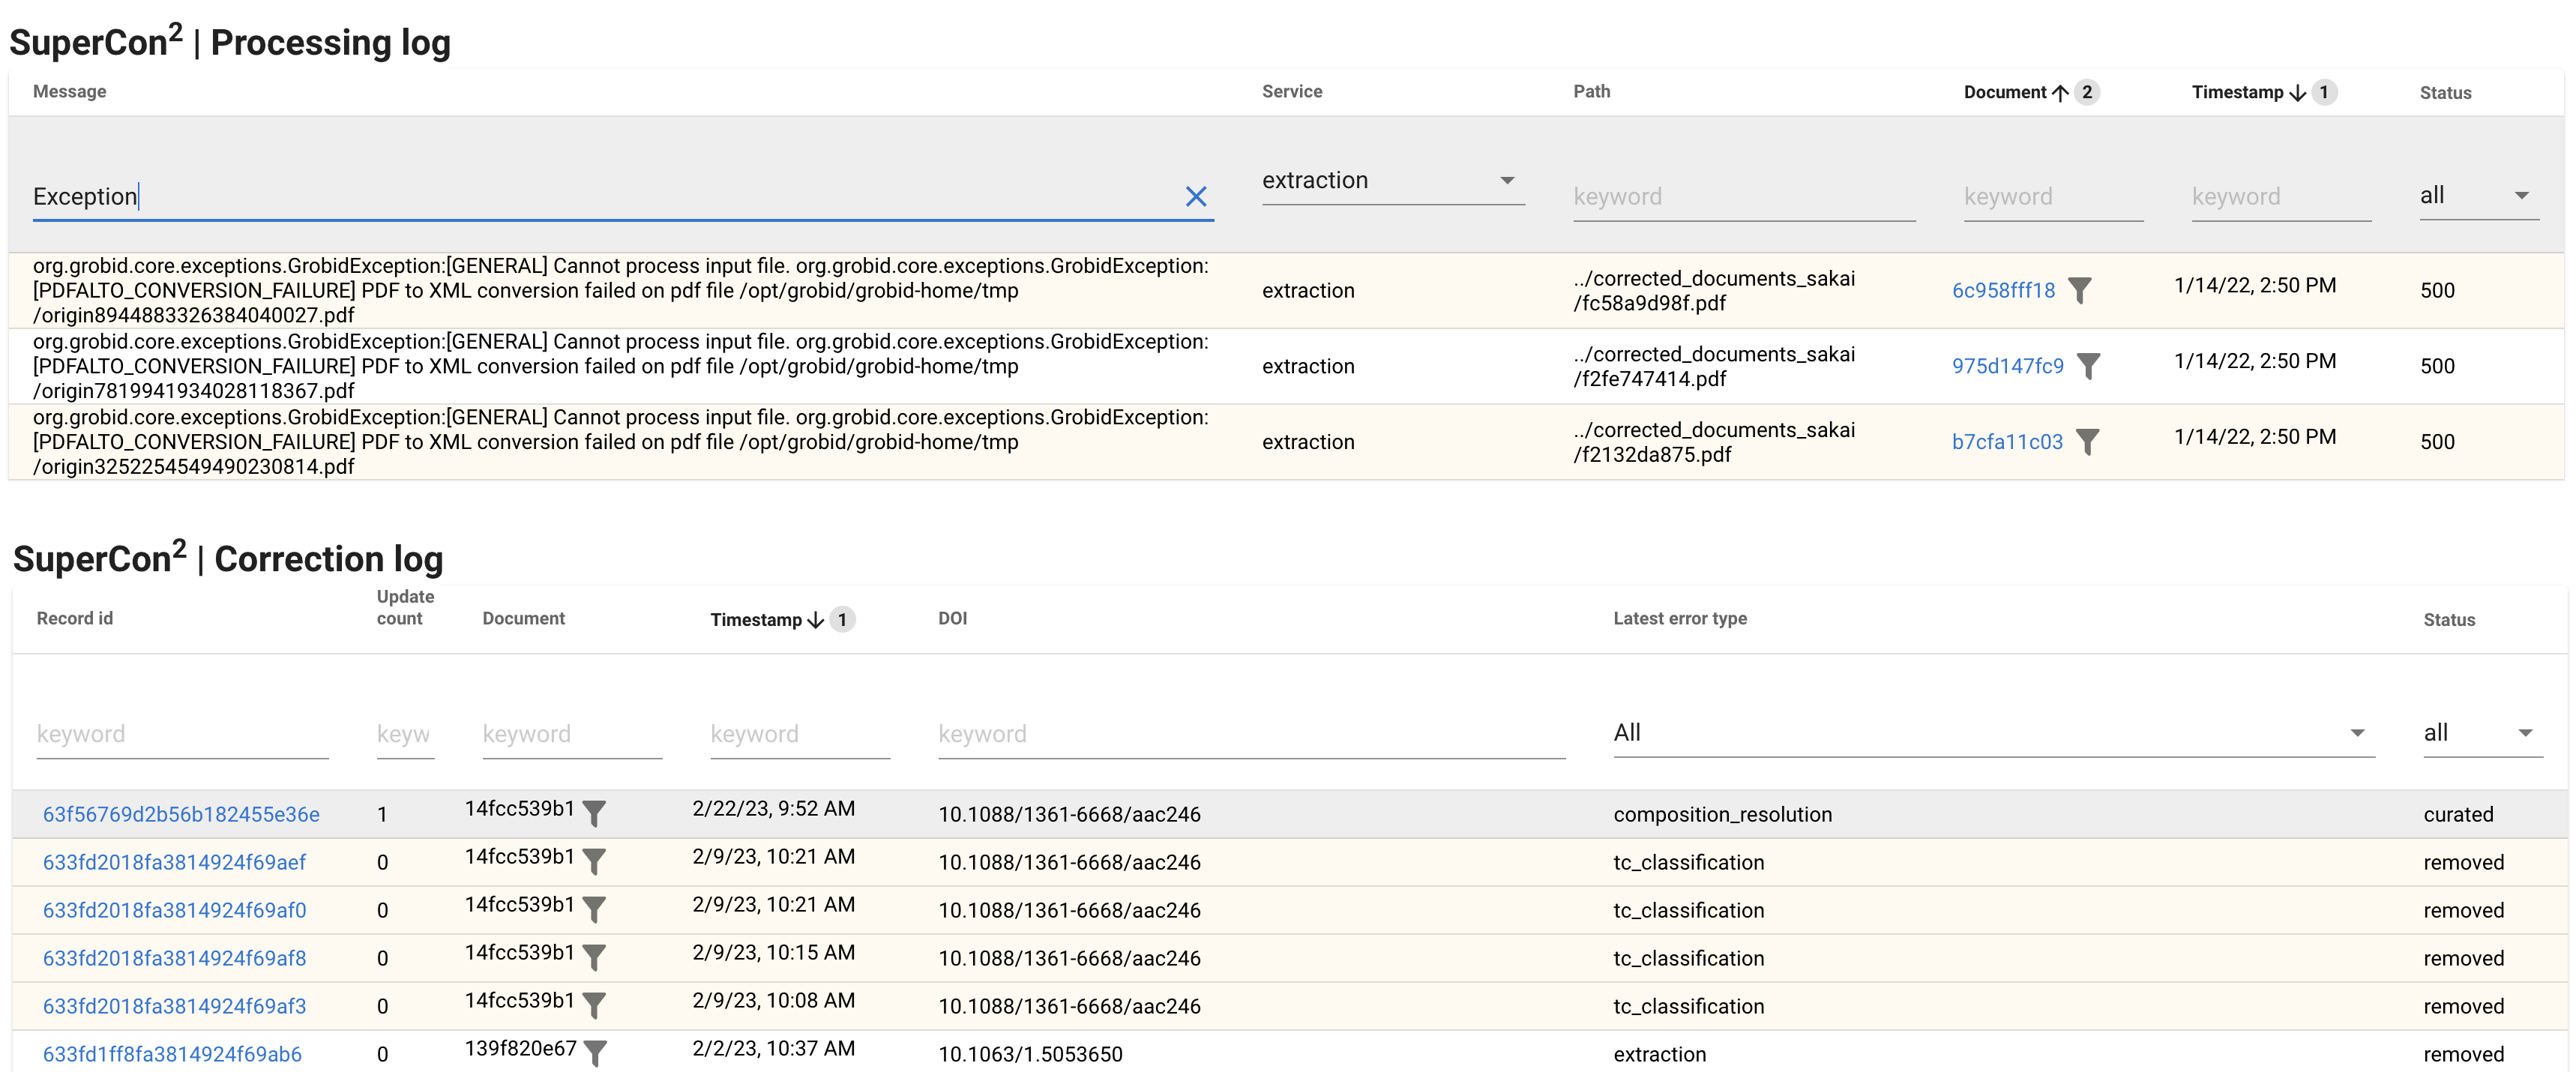 SuperCon2 | Processing log
Message Service Path Document 2 Timestamp 1 Status
Exception extraction keyword keyword keyword all
org.grobid.core.exceptions.GrobidException:[GENERAL] Cannot process input file. org.grobid.core.exceptions.GrobidException:
[PDFALTO_CONVERSION_FAILURE] PDF to XML conversion failed on pdf file /opt/grobid/grobid-home/tmp
/origin8944883326384040027.pdf
extraction
../corrected_documents_sakai
/fc58a9d98f.pdf
6c958fff18 1/14/22, 2:50 PM 500
org.grobid.core.exceptions.GrobidException:[GENERAL] Cannot process input file. org.grobid.core.exceptions.GrobidException:
[PDFALTO_CONVERSION_FAILURE] PDF to XML conversion failed on pdf file /opt/grobid/grobid-home/tmp
/origin7819941934028118367.pdf
extraction
../corrected_documents_sakai
/f2fe747414.pdf
975d147fc9 1/14/22, 2:50 PM 500
org.grobid.core.exceptions.GrobidException:[GENERAL] Cannot process input file. org.grobid.core.exceptions.GrobidException:
[PDFALTO_CONVERSION_FAILURE] PDF to XML conversion failed on pdf file /opt/grobid/grobid-home/tmp
/origin3252254549490230814.pdf
extraction
../corrected_documents_sakai
/f2132da875.pdf
b7cfa11c03 1/14/22, 2:50 PM 500
SuperCon2 | Correction log
Record id Update count Document Timestamp 1 DOI Latest error type Status
keyword keyw keyword keyword keyword All all
63f56769d2b56b182455e36e 1 14fcc539b1 2/22/23, 9:52 AM 10.1088/1361-6668/aac246 composition_resolution curated
633fd2018fa3814924f69aef 0 14fcc539b1 2/9/23, 10:21 AM 10.1088/1361-6668/aac246 tc_classification removed
633fd2018fa3814924f69af0 0 14fcc539b1 2/9/23, 10:21 AM 10.1088/1361-6668/aac246 tc_classification removed
633fd2018fa3814924f69af8 0 14fcc539b1 2/9/23, 10:15 AM 10.1088/1361-6668/aac246 tc_classification removed
633fd2018fa3814924f69af3 0 14fcc539b1 2/9/23, 10:08 AM 10.1088/1361-6668/aac246 tc_classification removed
633fd1ff8fa3814924f69ab6 0 139f820e67 2/2/23, 10:37 AM 10.1063/1.5053650 extraction removed